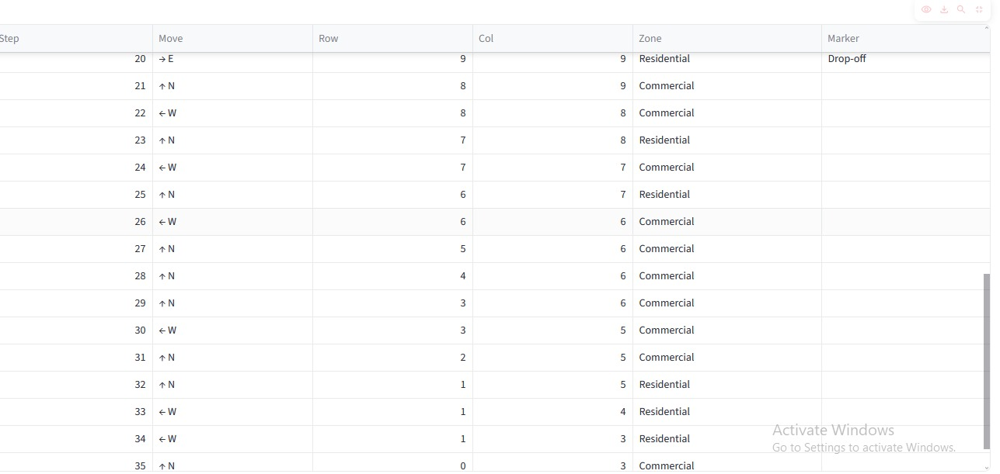 Step Move Row Col Zone Marker
20 → E 9 9 Residential Drop-off
21 ↑ N 8 9 Commercial
22 ← W 8 8 Commercial
23 ↑ N 7 8 Residential
24 ← W 7 7 Commercial
25 ↑ N 6 7 Residential
26 ← W 6 6 Commercial
27 ↑ N 5 6 Commercial
28 ↑ N 4 6 Commercial
29 ↑ N 3 6 Commercial
30 ← W 3 5 Commercial
31 ↑ N 2 5 Commercial
32 ↑ N 1 5 Residential
33 ← W 1 4 Residential
34 ← W 1 3 Residential
35 ↑ N 0 3 Commercial
Activate Windows
Go to Settings to activate Windows.